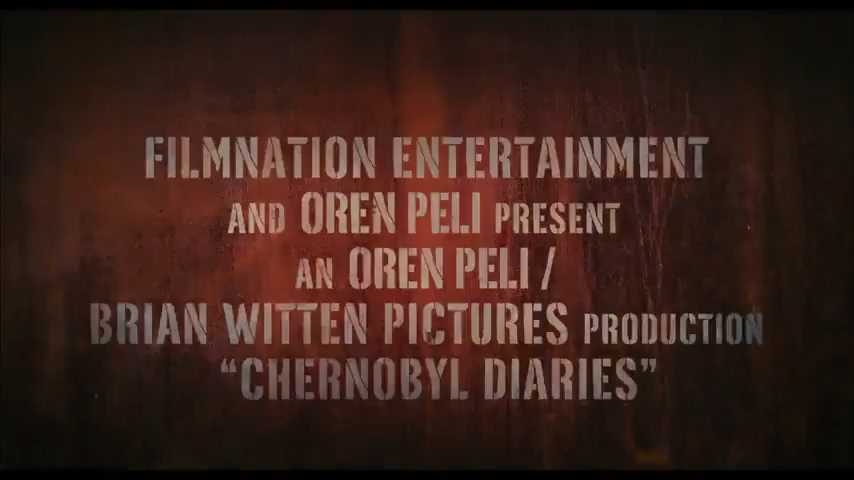 FILMNATION ENTERTAINMENT
AND OREN PELI PRESENT
AN OREN PELI /
BRIAN WITTEN PICTURES PRODUCTION
“CHERNOBYL DIARIES”